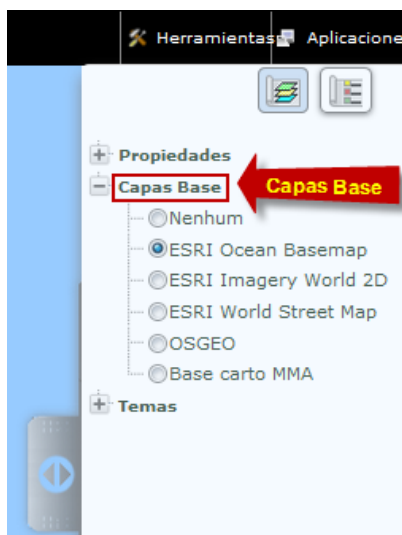 Herramientas Aplicacione
Propiedades
Capas Base Capas Base
Nenhum
ESRI Ocean Basemap
ESRI Imagery World 2D
ESRI World Street Map
OSGEO
Base carto MMA
Temas